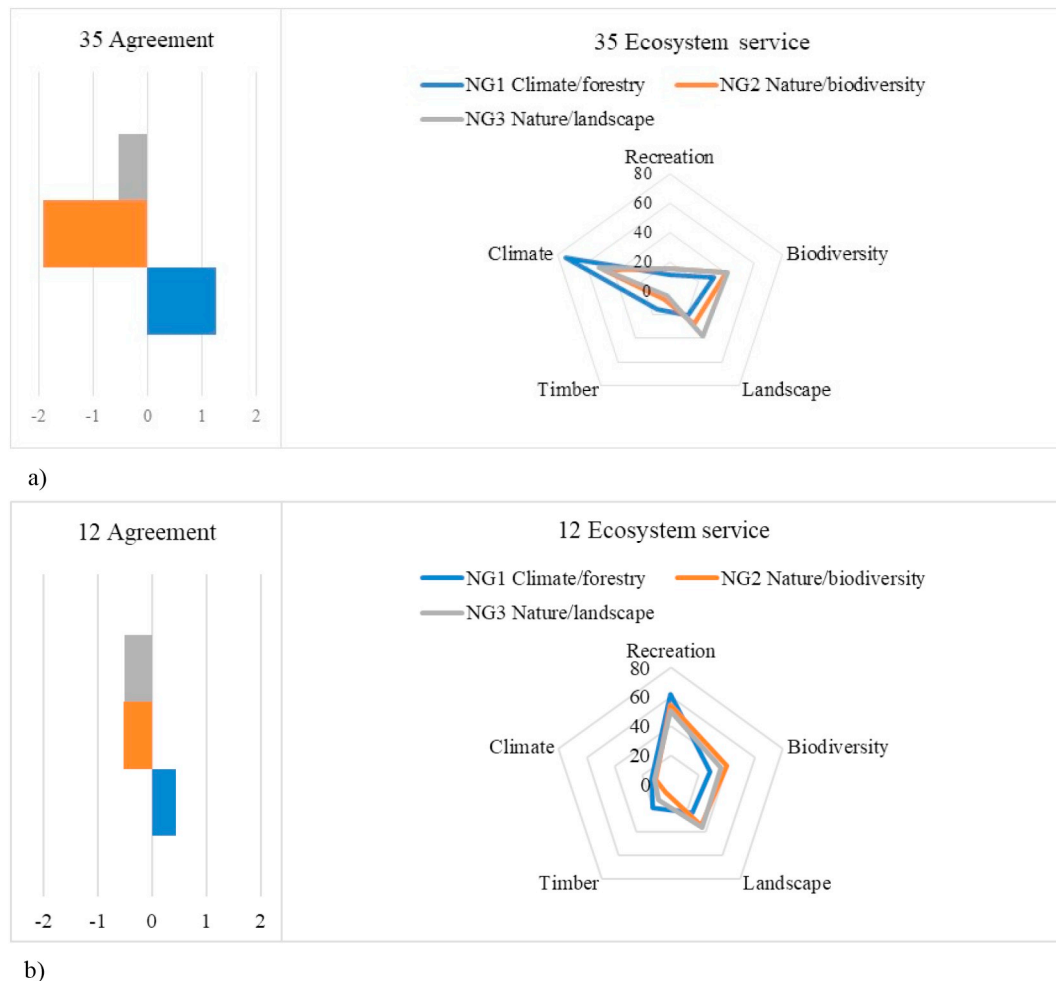 35 Agreement
-2 -1 0 1 2
35 Ecosystem service
NG1 Climate/forestry NG2 Nature/biodiversity
NG3 Nature/landscape
Recreation
80
60
40
20
0
Climate Biodiversity
Timber Landscape
a)
12 Agreement
-2 -1 0 1 2
12 Ecosystem service
NG1 Climate/forestry NG2 Nature/biodiversity
NG3 Nature/landscape
Recreation
80
60
40
20
0
Climate Biodiversity
Timber Landscape
b)